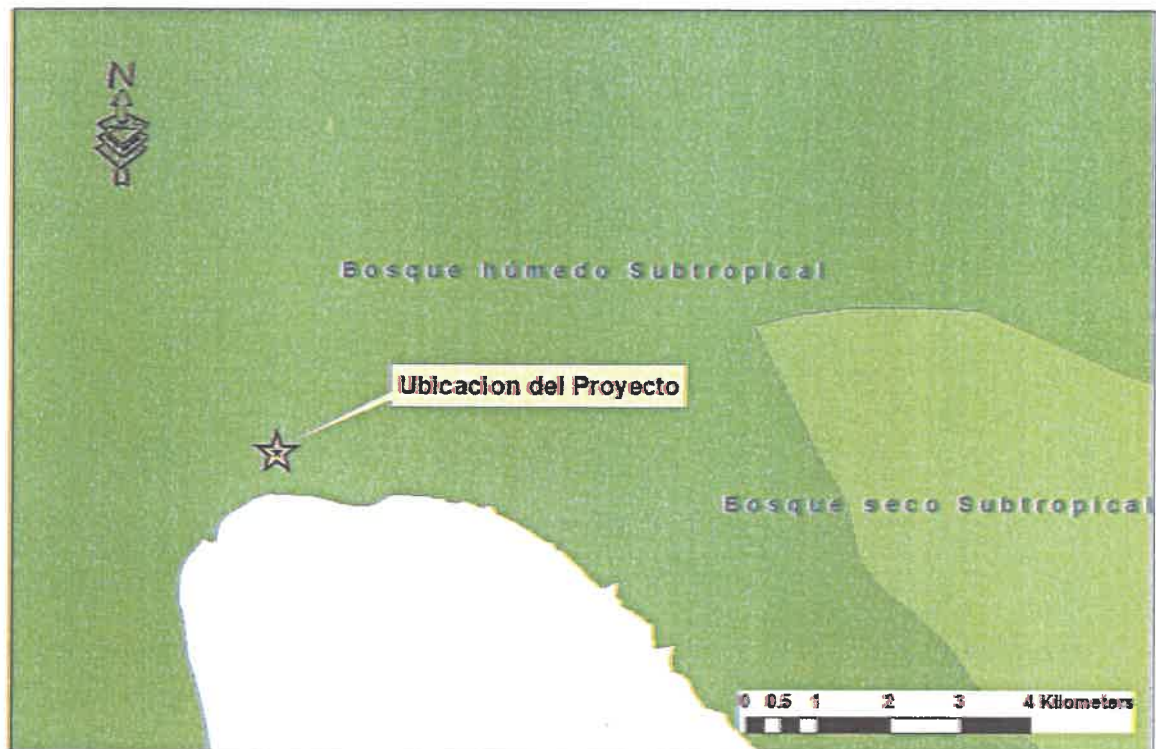 N
Bosque húmedo Subtropical
Ubicacion del Proyecto
Bosque seco Subtropical
0 0.5 1 2 3 4 Kilometers